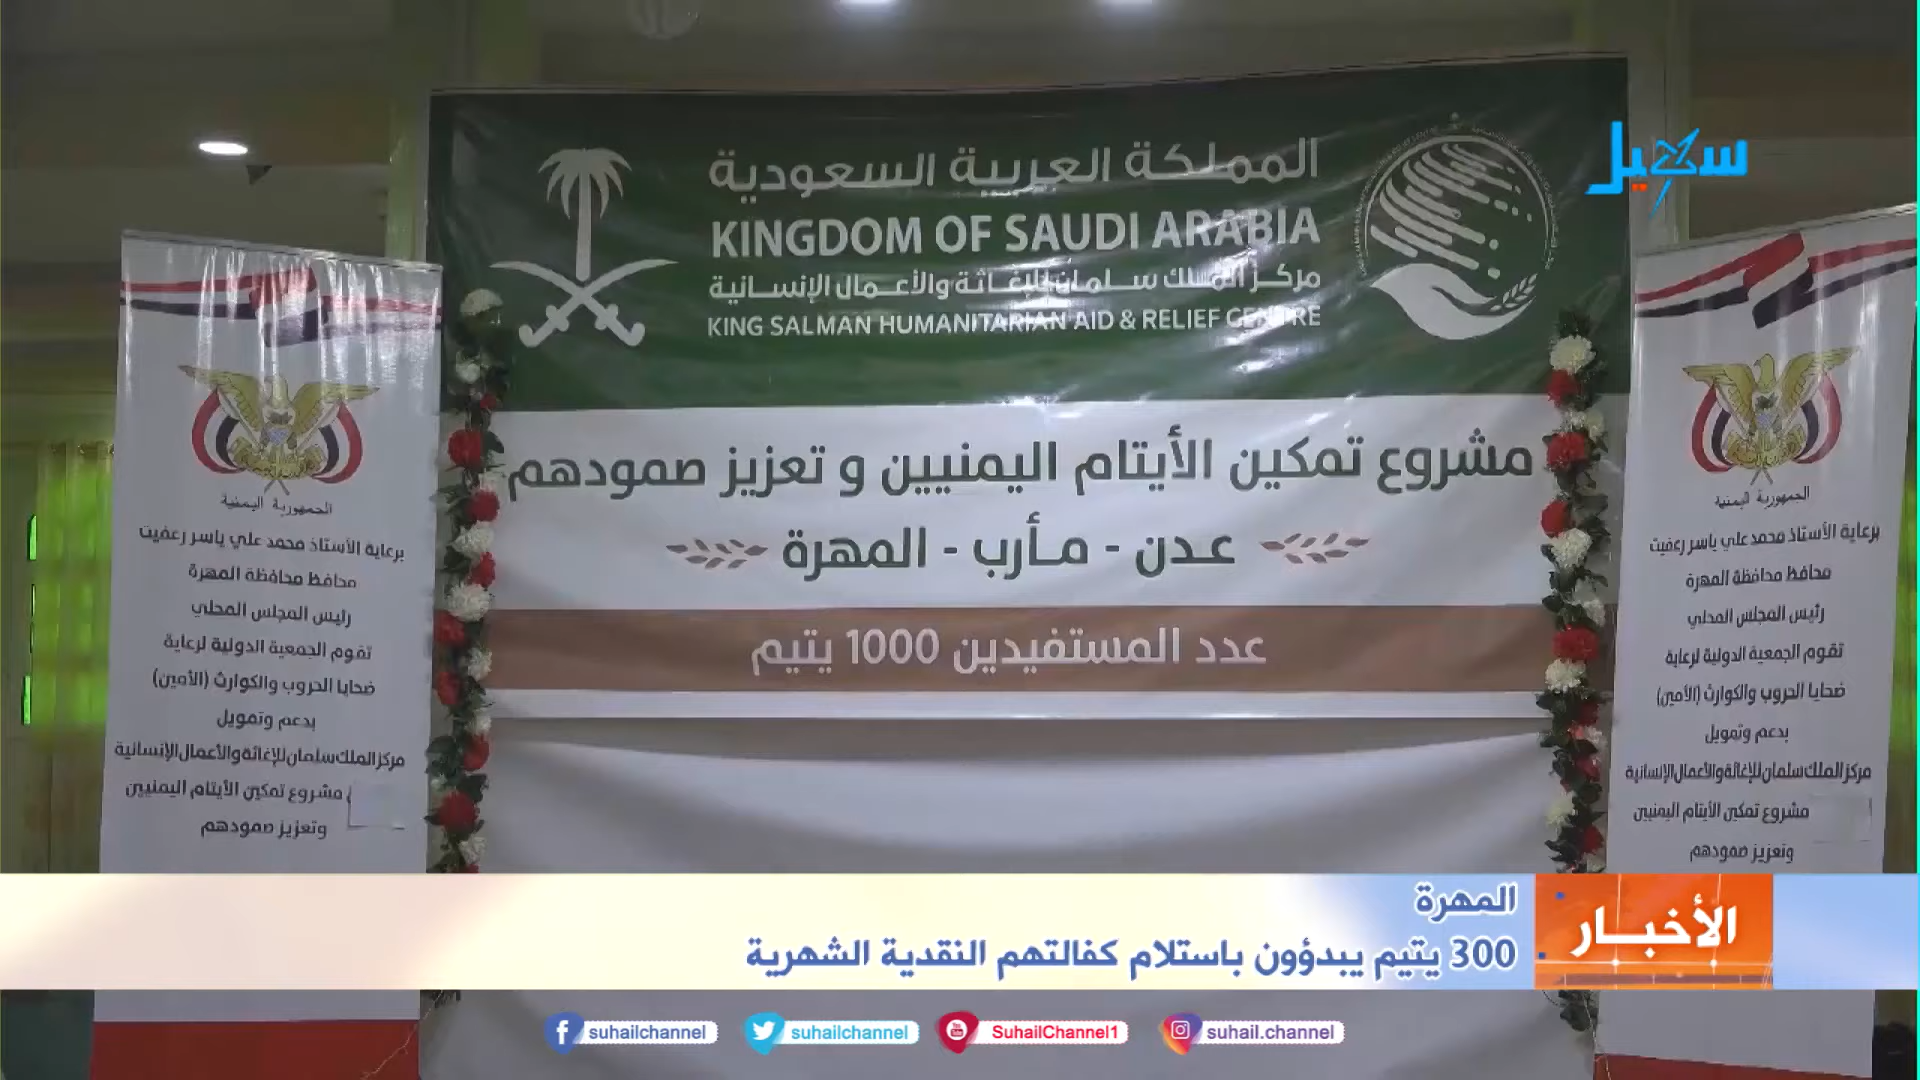 سهيل
المملكة العربية السعودية
KINGDOM OF SAUDI ARABIA
مركز الملك سلمان للإغاثة والأعمال الإنسانية
KING SALMAN HUMANITARIAN AID & RELIEF CENTRE
مشروع تمكين الأيتام اليمنيين و تعزيز صمودهم
عدن - مأرب - المهرة
عدد المستفيدين 1000 يتيم
الجمهورية اليمنية
برعاية الأستاذ محمد علي ياسر رعفيت
محافظ محافظة المهرة
رئيس المجلس المحلي
تقوم الجمعية الدولية لرعاية
ضحايا الحروب والكوارث (الأمين)
بدعم وتمويل
مركز الملك سلمان للإغاثة والأعمال الإنسانية
مشروع تمكين الأيتام اليمنيين
وتعزيز صمودهم
الجمهورية اليمنية
برعاية الأستاذ محمد علي ياسر رعفيت
محافظ محافظة المهرة
رئيس المجلس المحلي
تقوم الجمعية الدولية لرعاية
ضحايا الحروب والكوارث (الأمين)
بدعم وتمويل
مركز الملك سلمان للإغاثة والأعمال الإنسانية
مشروع تمكين الأيتام اليمنيين
وتعزيز صمودهم
الأخبار
المهرة
300 يتيم يبدؤون باستلام كفالتهم النقدية الشهرية
suhailchannel
suhailchannel
SuhailChannel1
suhail.channel